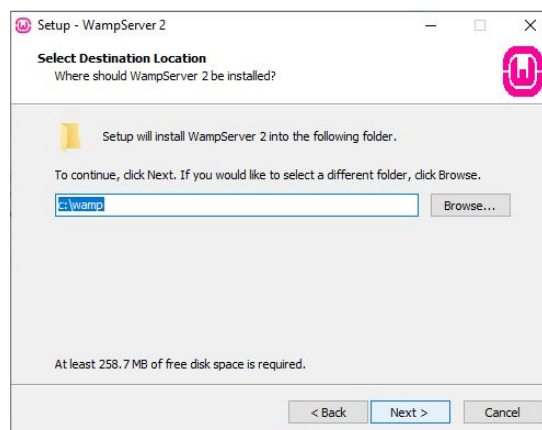 Setup - WampServer 2
Select Destination Location
Where should WampServer 2 be installed?
Setup will install WampServer 2 into the following folder.
To continue, click Next. If you would like to select a different folder, click Browse.
c:\wamp
Browse...
At least 258.7 MB of free disk space is required.
< Back
Next >
Cancel